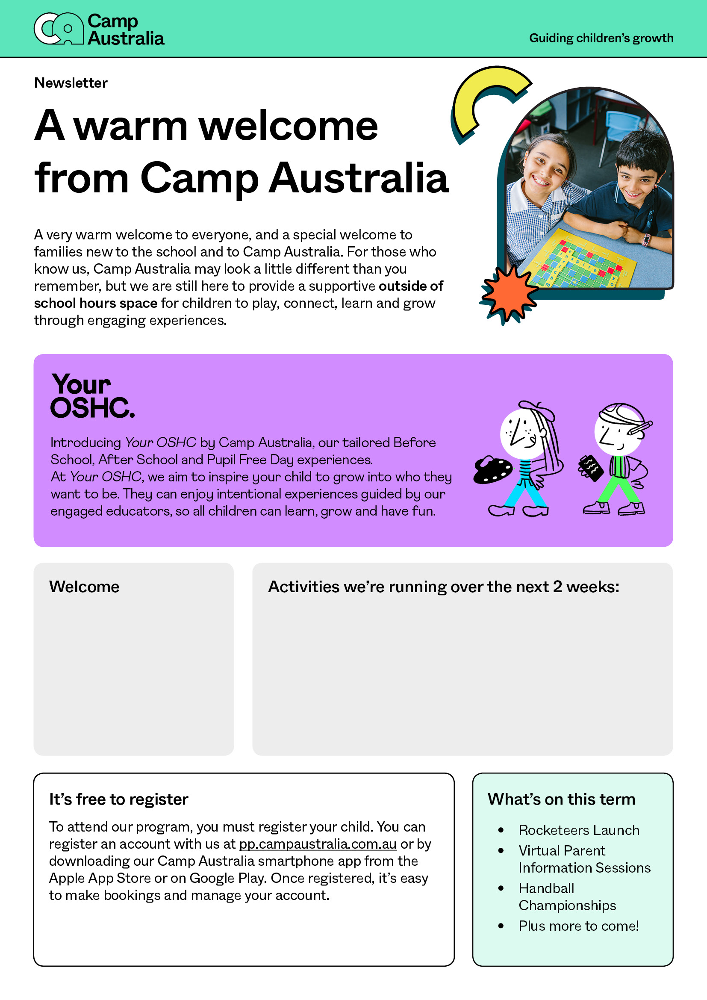 Camp
Australia
Guiding children's growth
Newsletter
A warm welcome
from Camp Australia
A very warm welcome to everyone, and a special welcome to
families new to the school and to Camp Australia. For those who
know us, Camp Australia may look a little different than you
remember, but we are still here to provide a supportive outside of
school hours space for children to play, connect, learn and grow
through engaging experiences.
inspire
Your
OSHC.
Introducing Your OSHC by Camp Australia, our tailored Before
School, After School and Pupil Free Day experiences.
At Your OSHC, we aim to inspire your child to grow into who they
want to be. They can enjoy intentional experiences guided by our
engaged educators, so all children can learn, grow and have fun.
Welcome
Activities we're running over the next 2 weeks:
It's free to register
To attend our program, you must register your child. You can
register an account with us at pp.campaustralia.com.au or by
downloading our Camp Australia smartphone app from the
Apple App Store or on Google Play. Once registered, it's easy
to make bookings and manage your account.
What's on this term
• Rocketeers Launch
• Virtual Parent
Information Sessions
• Handball
Championships
• Plus more to come!